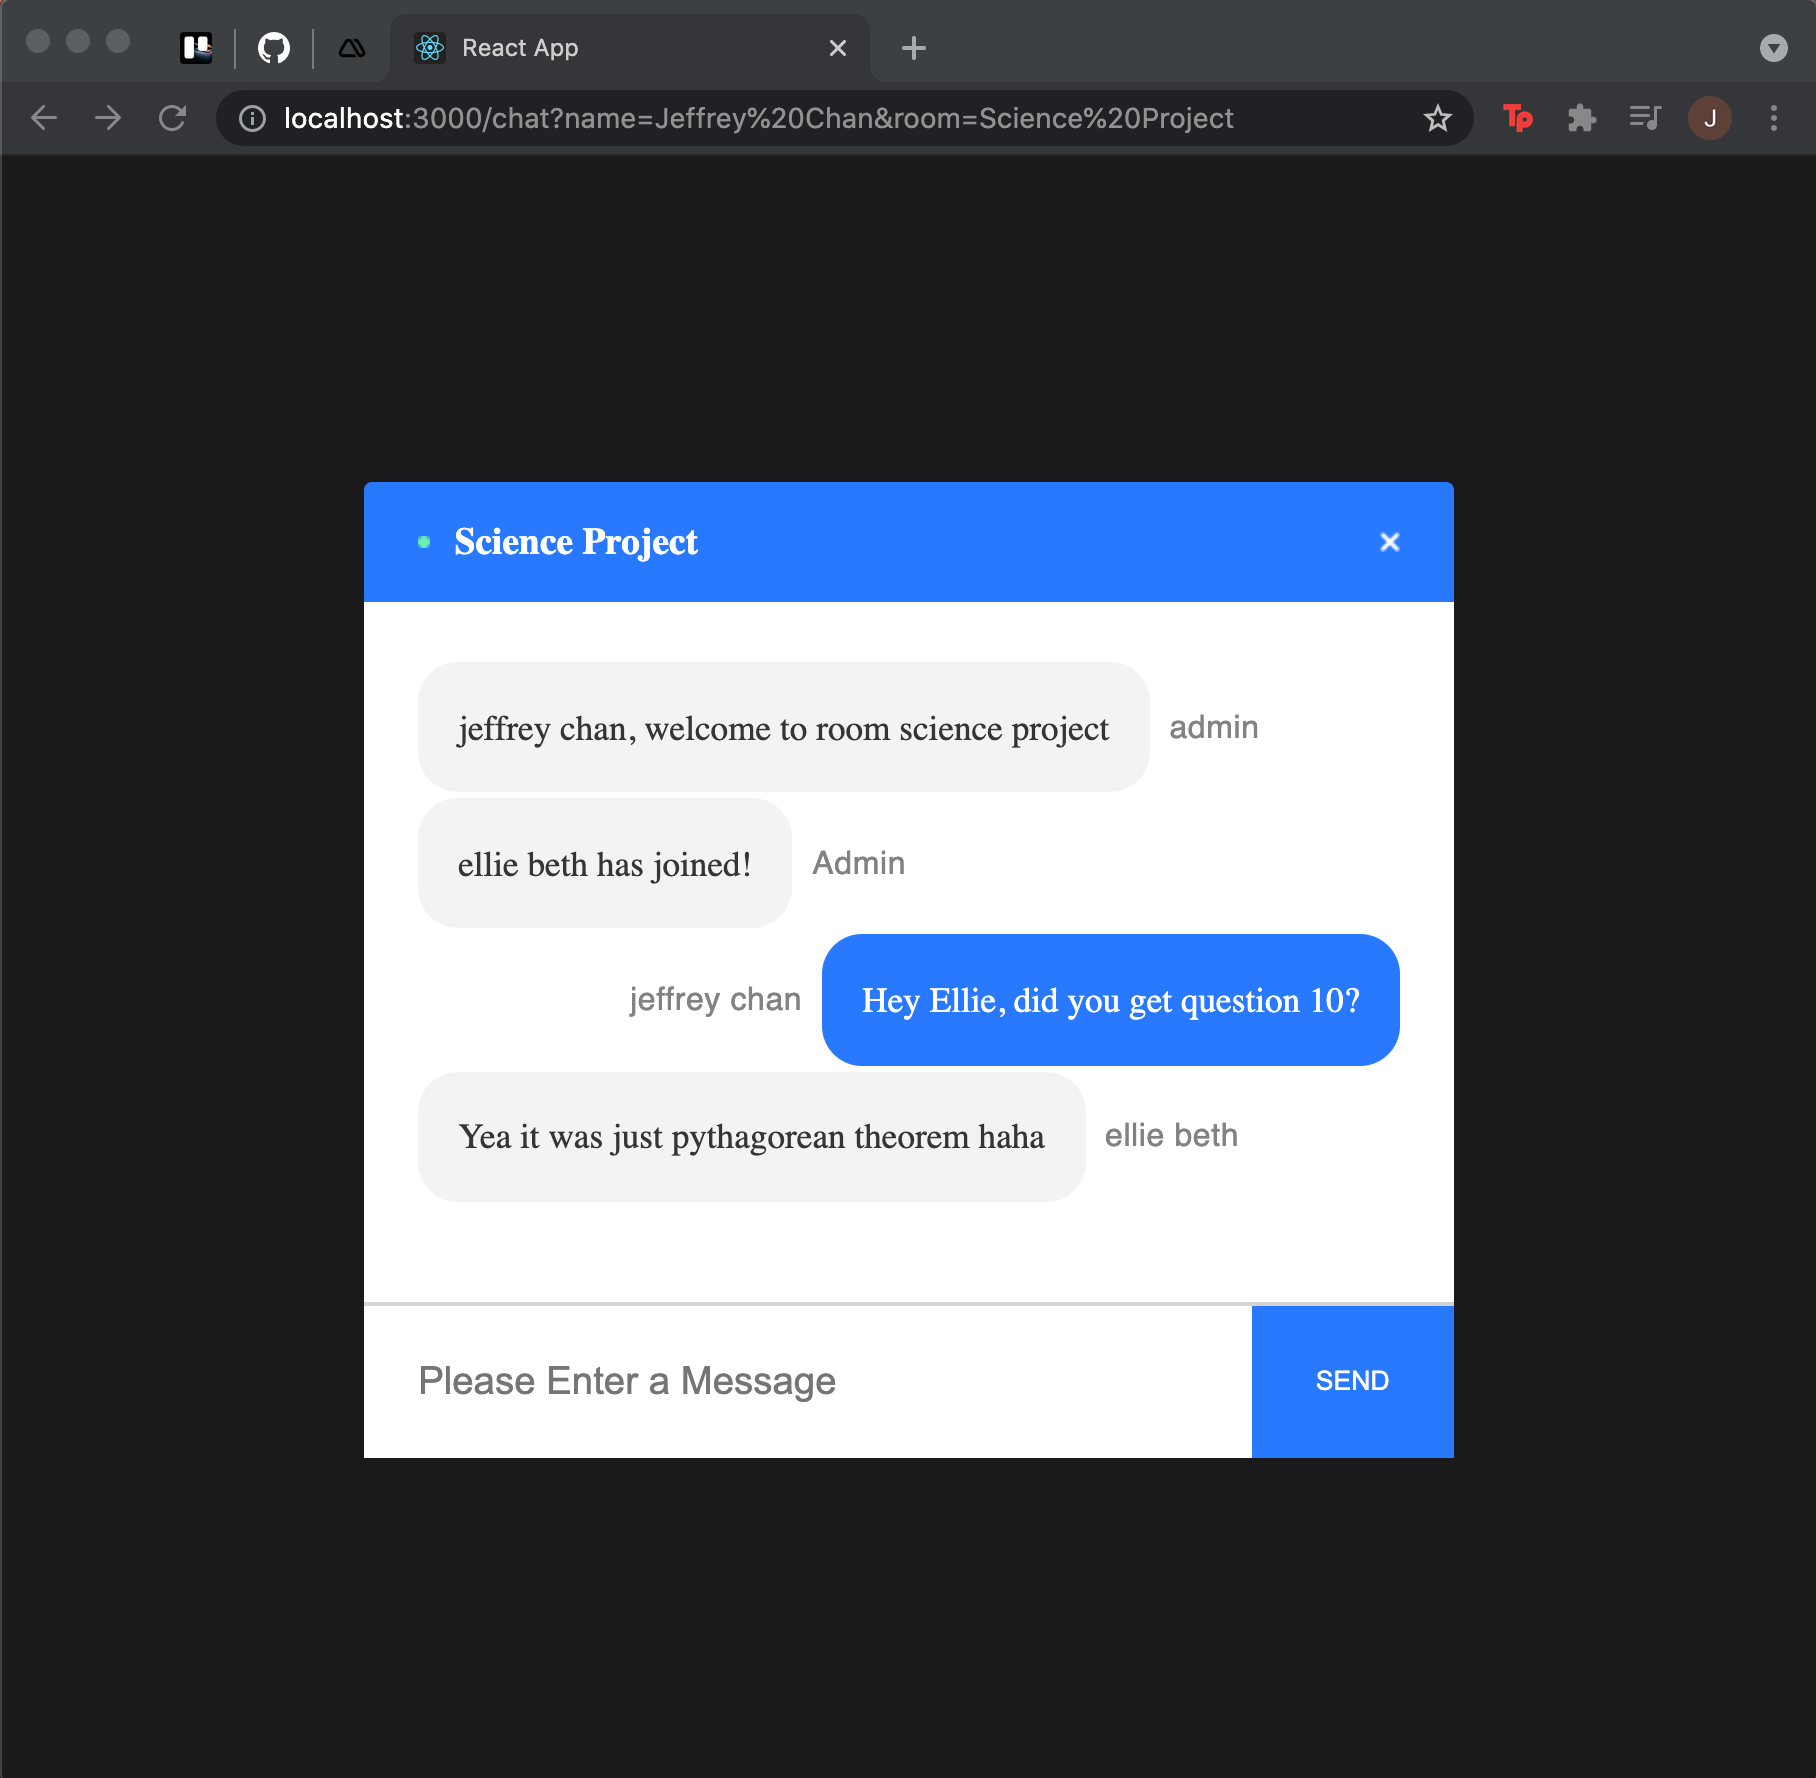 React App
localhost:3000/chat?name=Jeffrey%20Chan&room=Science%20Project
Tp
J
Science Project
jeffrey chan, welcome to room science project admin
ellie beth has joined! Admin
jeffrey chan Hey Ellie, did you get question 10?
Yea it was just pythagorean theorem haha ellie beth
Please Enter a Message
SEND